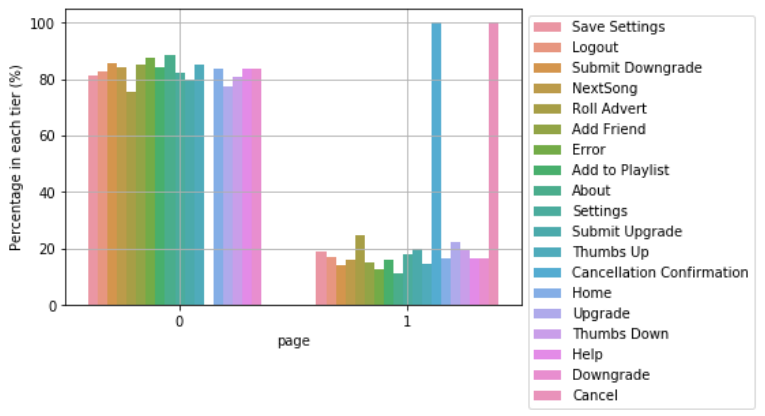 Percentage in each tier (%)
100
80
60
40
20
0
0
1
page
Save Settings
Logout
Submit Downgrade
NextSong
Roll Advert
Add Friend
Error
Add to Playlist
About
Settings
Submit Upgrade
Thumbs Up
Cancellation Confirmation
Home
Upgrade
Thumbs Down
Help
Downgrade
Cancel